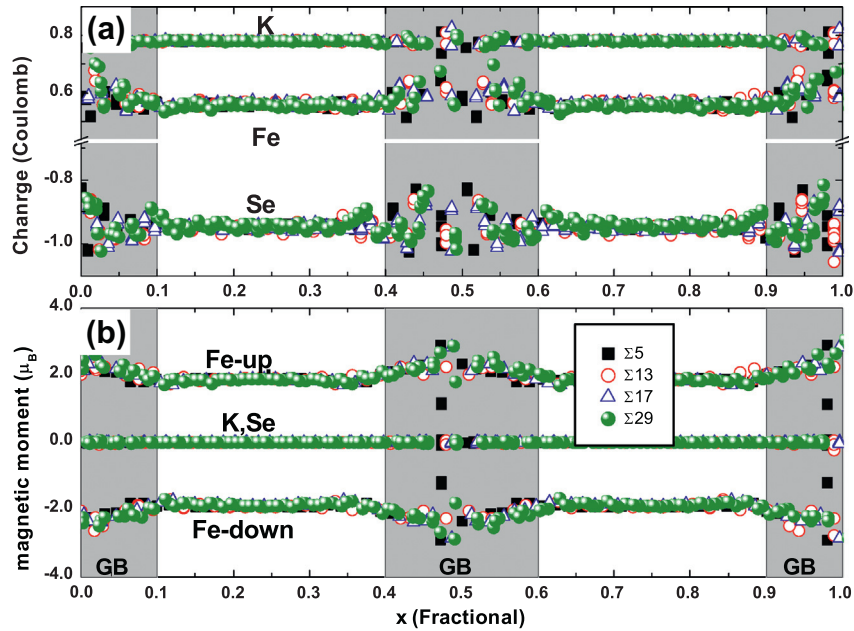 (a)
K
Fe
Se
Chanrge (Coulomb)
0.8
0.6
-0.8
-1.0
0.0 0.1 0.2 0.3 0.4 0.5 0.6 0.7 0.8 0.9 1.0
(b)
Fe-up
K,Se
Fe-down
magnetic moment (μB)
4.0
2.0
0.0
-2.0
-4.0
Σ5
Σ13
Σ17
Σ29
GB GB GB
0.0 0.1 0.2 0.3 0.4 0.5 0.6 0.7 0.8 0.9 1.0
x (Fractional)